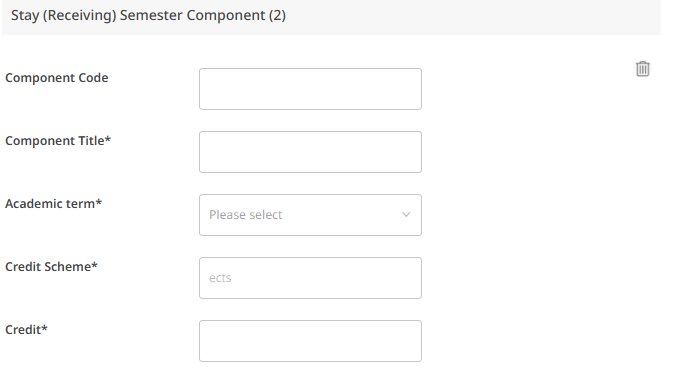 Stay (Receiving) Semester Component (2)
Component Code
Component Title*
Academic term*
Please select
Credit Scheme*
ects
Credit*